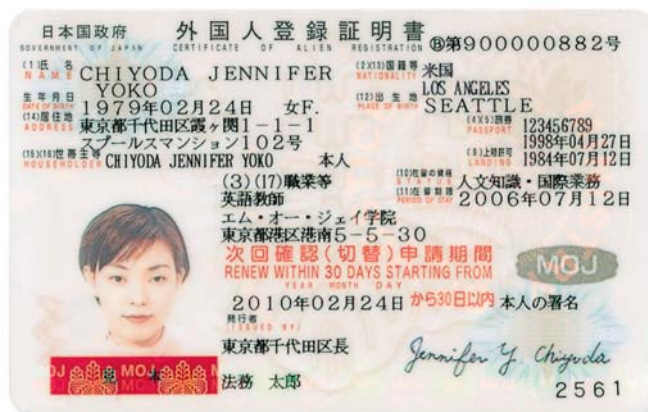 日本国政府 外国人登録証明書 Ⓑ第900000882号
GOVERNMENT OF JAPAN CERTIFICATE OF ALIEN REGISTRATION
(1)氏名 NAME CHIYODA JENNIFER YOKO
(2)(13)国籍等 NATIONALITY 米国
LOS ANGELES
生年月日 DATE OF BIRTH 1979年02月24日 女F.
(12)出生地 PLACE OF BIRTH SEATTLE
(14)居住地 ADDRESS 東京都千代田区霞ヶ関1-1-1
スプールスマンション102号
(4)(5)旅券 PASSPORT 123456789
1998年04月27日
(9)上陸許可 LANDING 1984年07月12日
(15)(16)世帯主等 HOUSEHOLDER CHIYODA JENNIFER YOKO 本人
(10)在留の資格 STATUS 人文知識・国際業務
(11)在留期限 PERIOD OF STAY 2006年07月12日
(3)(17)職業等
英語教師
エム・オー・ジェイ学院
東京都港区港南5-5-30
次回確認(切替)申請期間
RENEW WITHIN 30 DAYS STARTING FROM
YEAR MONTH DAY
2010年02月24日 から30日以内 本人の署名
発行者
(ISSUED BY)
東京都千代田区長
法務 太郎
Jennifer Y. Chiyoda
2561
MOJ
MOJ 見本 MOJ